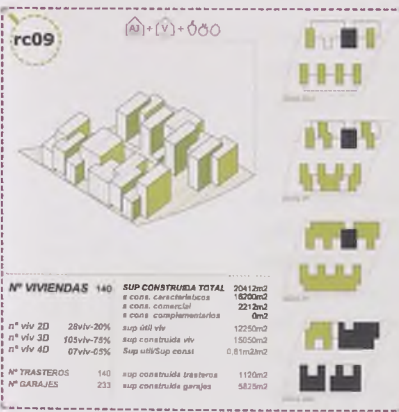 rc09
[AJ]+[V]+
Nº VIVIENDAS 140
SUP CONSTRUIDA TOTAL 20412m2
s cons. característicos 18200m2
s cons. comercial 2212m2
s cons complementarios 0m2
nº viv 2D 28viv-20%
nº viv 3D 105viv-75%
nº viv 4D 07viv-05%
sup útil viv 12250m2
sup construida viv 15050m2
Sup util/Sup const 0,81m2/m2
Nº TRASTEROS 140
Nº GARAJES 233
sup construida trasteros 1120m2
sup construida garajes 5825m2